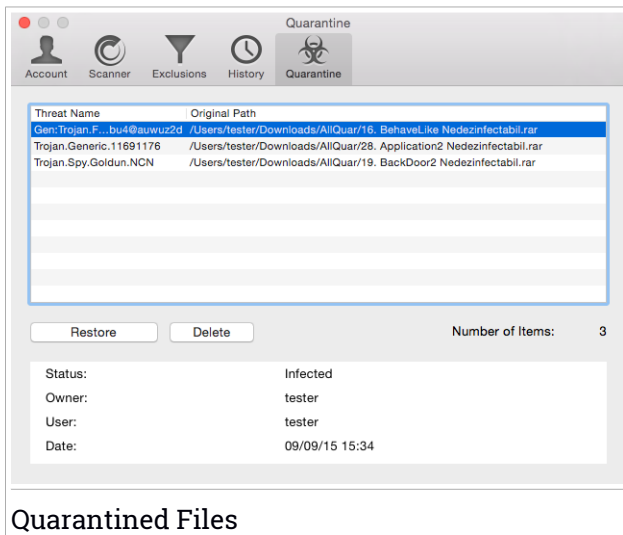 Quarantine
Account Scanner Exclusions History Quarantine
Threat Name Original Path
Gen:Trojan.F...bu4@auwuz2d /Users/tester/Downloads/AllQuar/16. BehaveLike Nedezinfectabil.rar
Trojan.Generic.11691176 /Users/tester/Downloads/AllQuar/28. Application2 Nedezinfectabil.rar
Trojan.Spy.Goldun.NCN /Users/tester/Downloads/AllQuar/19. BackDoor2 Nedezinfectabil.rar
Restore Delete Number of Items: 3
Status: Infected
Owner: tester
User: tester
Date: 09/09/15 15:34
Quarantined Files